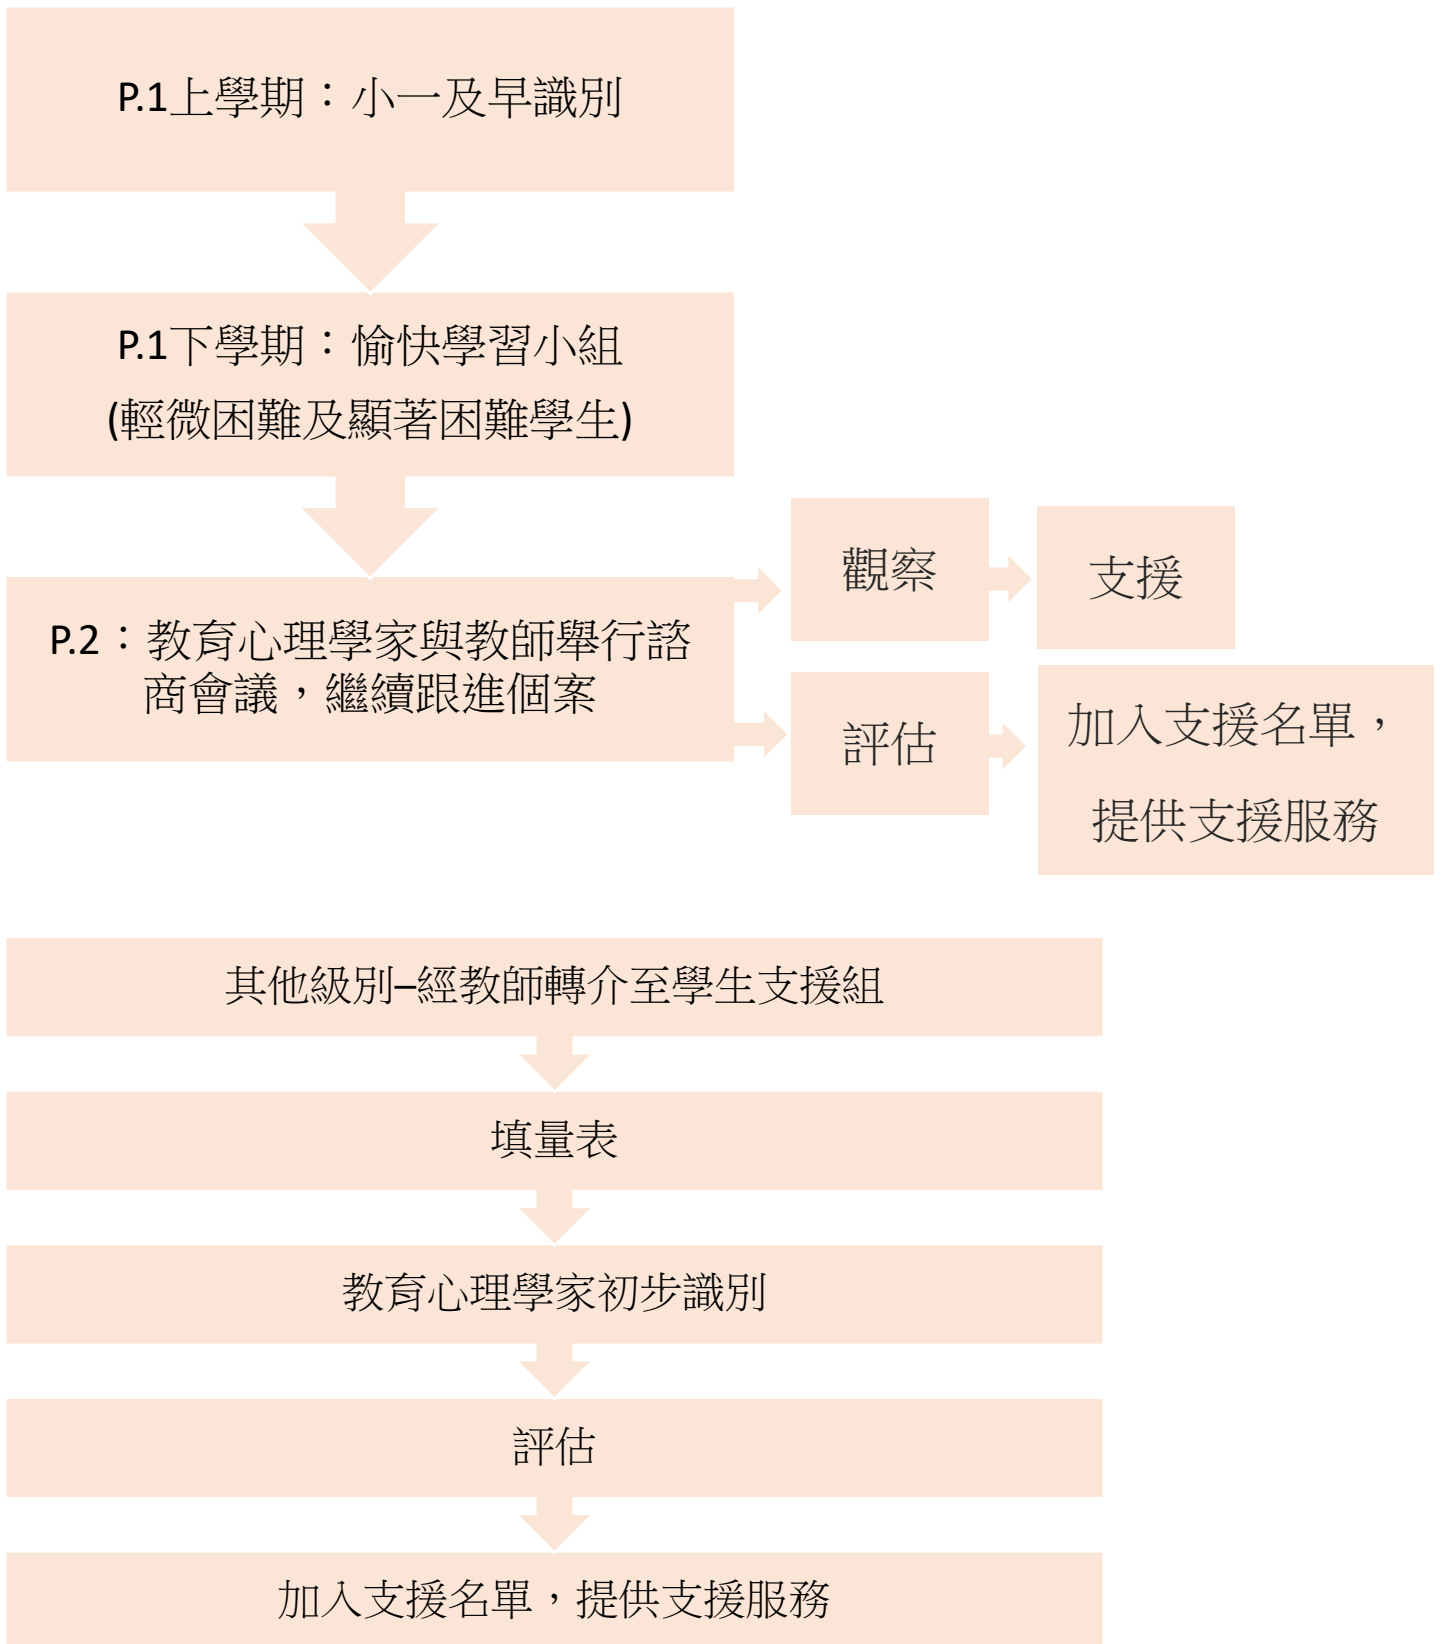 P.1上學期：小一及早識別
P.1下學期：愉快學習小組
(輕微困難及顯著困難學生)
P.2：教育心理學家與教師舉行諮
商會議，繼續跟進個案
觀察
支援
評估
加入支援名單，
提供支援服務
其他級別–經教師轉介至學生支援組
填量表
教育心理學家初步識別
評估
加入支援名單，提供支援服務